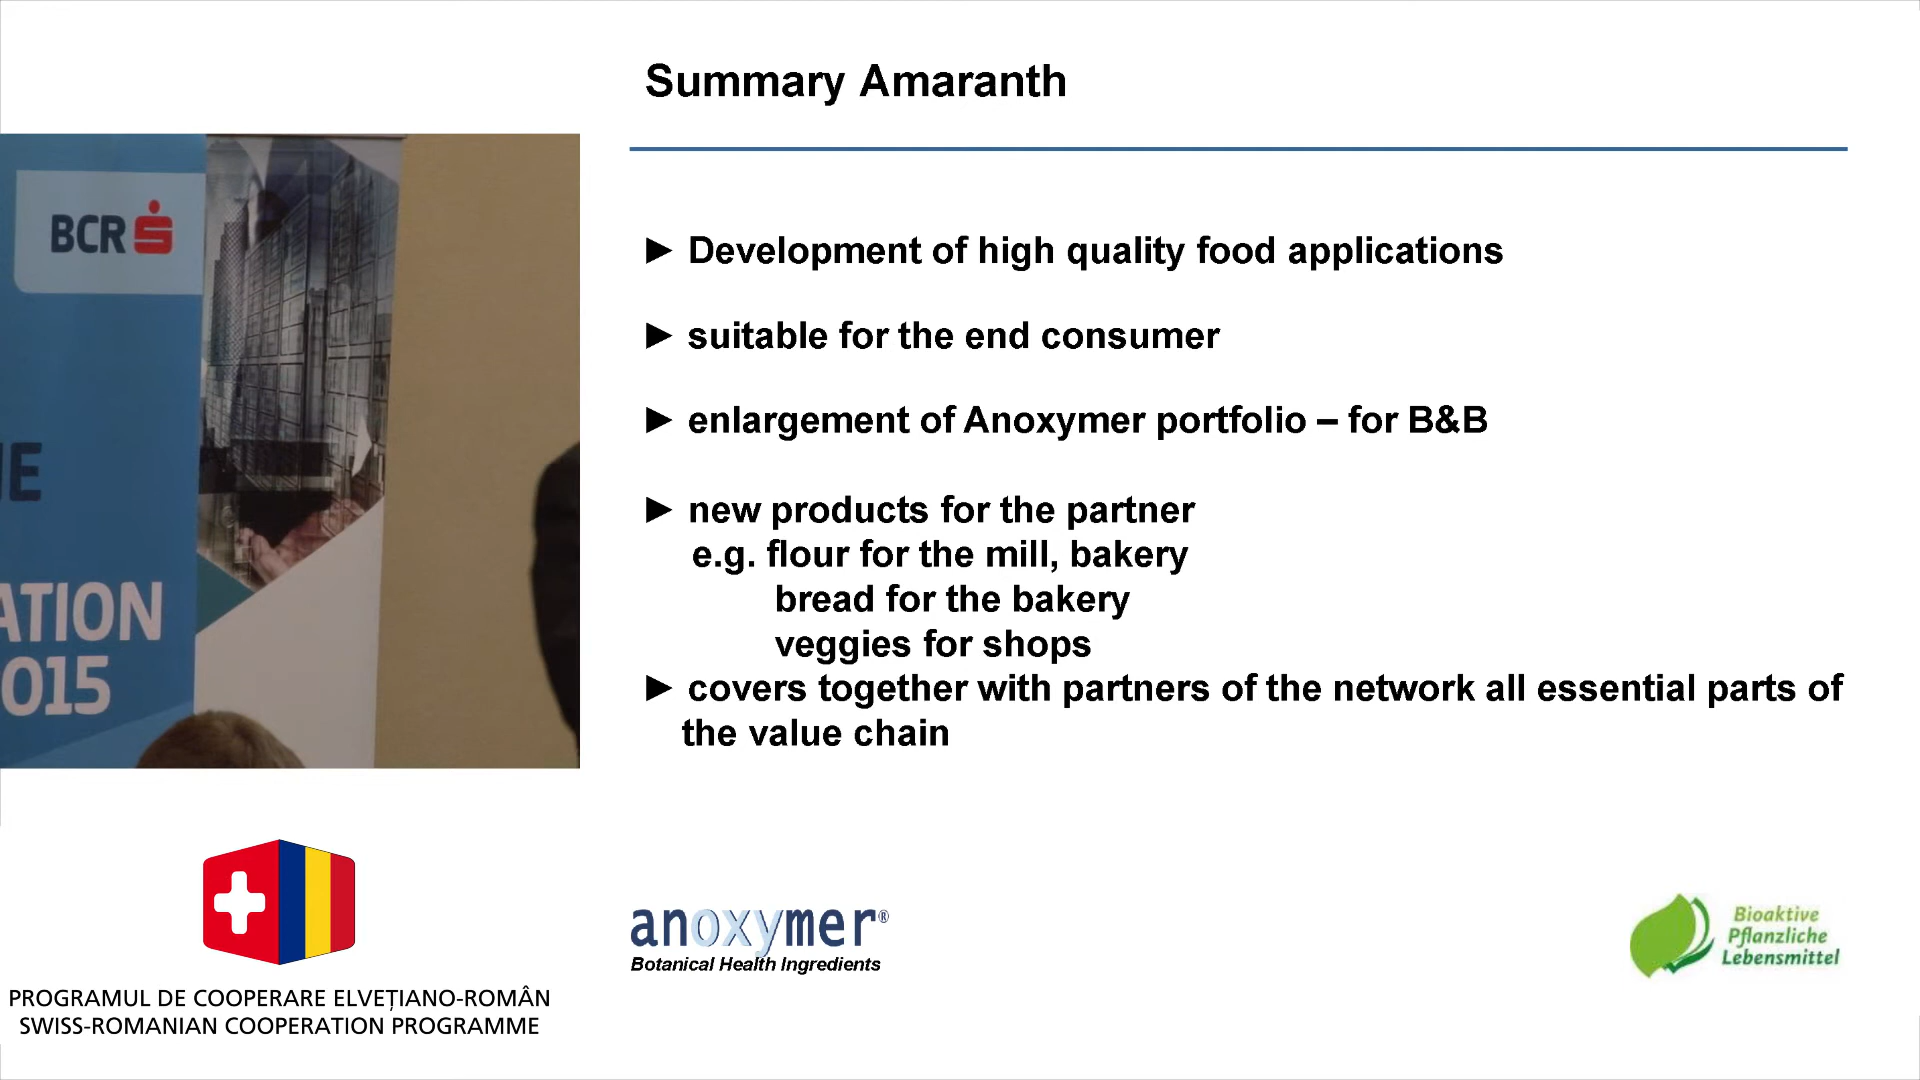 Summary Amaranth
BCR
IE
ATION
015
► Development of high quality food applications
► suitable for the end consumer
► enlargement of Anoxymer portfolio – for B&B
► new products for the partner
e.g. flour for the mill, bakery
bread for the bakery
veggies for shops
► covers together with partners of the network all essential parts of
the value chain
PROGRAMUL DE COOPERARE ELVEȚIANO-ROMÂN
SWISS-ROMANIAN COOPERATION PROGRAMME
anoxymer®
Botanical Health Ingredients
Bioaktive
Pflanzliche
Lebensmittel